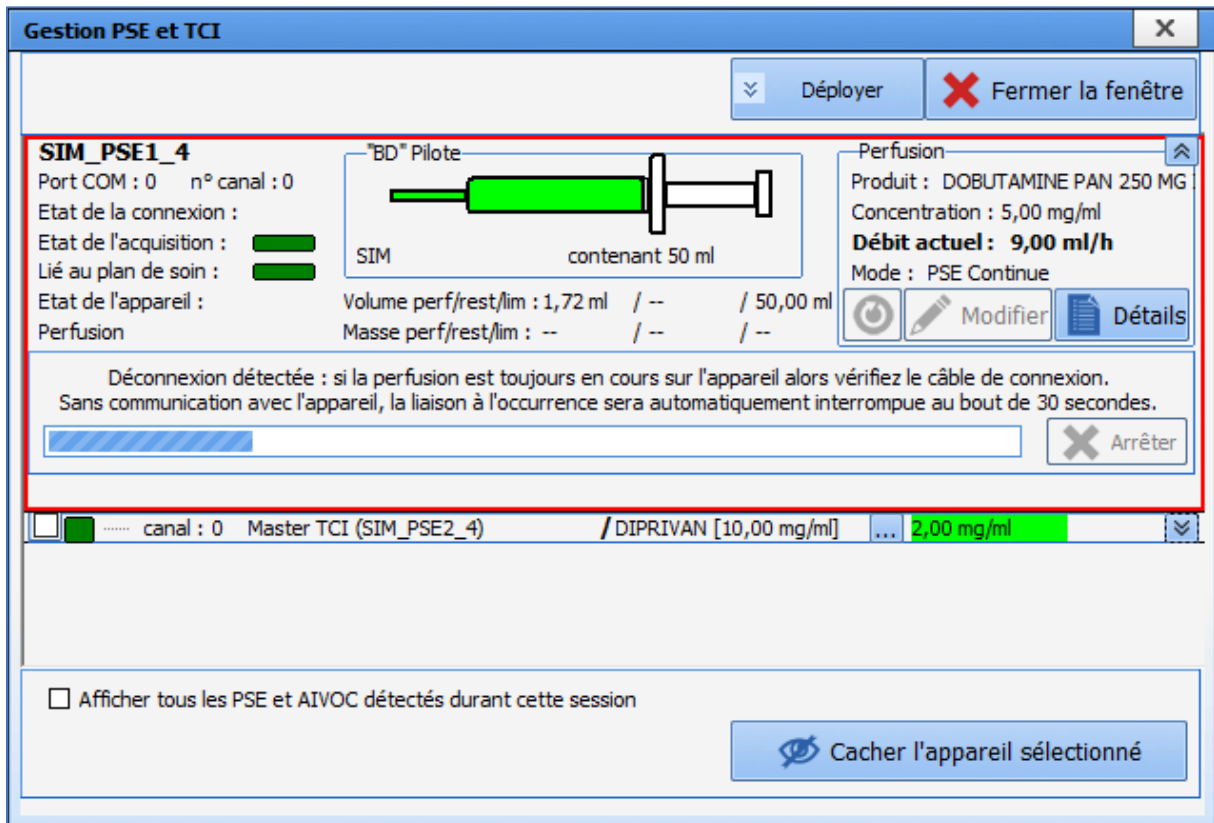 Gestion PSE et TCI
Déployer
Fermer la fenêtre
SIM_PSE1_4
Port COM : 0 n° canal : 0
Etat de la connexion :
Etat de l'acquisition :
Lié au plan de soin :
Etat de l'appareil :
Perfusion
"BD" Pilote
SIM contenant 50 ml
Volume perf/rest/lim : 1,72 ml / -- / 50,00 ml
Masse perf/rest/lim : -- / -- / --
Perfusion
Produit : DOBUTAMINE PAN 250 MG
Concentration : 5,00 mg/ml
Débit actuel : 9,00 ml/h
Mode : PSE Continue
Modifier
Détails
Déconnexion détectée : si la perfusion est toujours en cours sur l'appareil alors vérifiez le câble de connexion.
Sans communication avec l'appareil, la liaison à l'occurrence sera automatiquement interrompue au bout de 30 secondes.
Arrêter
canal : 0 Master TCI (SIM_PSE2_4) / DIPRIVAN [10,00 mg/ml] ... 2,00 mg/ml
Afficher tous les PSE et AIVOC détectés durant cette session
Cacher l'appareil sélectionné